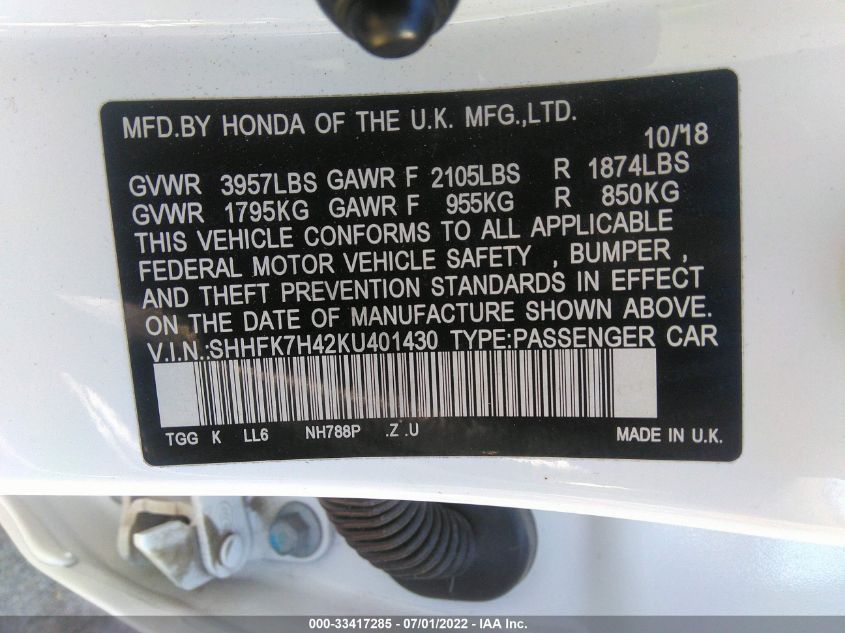 MFD.BY HONDA OF THE U.K. MFG.,LTD.
10/18
GVWR 3957LBS GAWR F 2105LBS R 1874LBS
GVWR 1795KG GAWR F 955KG R 850KG
THIS VEHICLE CONFORMS TO ALL APPLICABLE
FEDERAL MOTOR VEHICLE SAFETY , BUMPER ,
AND THEFT PREVENTION STANDARDS IN EFFECT
ON THE DATE OF MANUFACTURE SHOWN ABOVE.
V.I.N.:SHHFK7H42KU401430 TYPE:PASSENGER CAR
TGG K LL6 NH788P .Z .U MADE IN U.K.
000-33417285 - 07/01/2022 - IAA Inc.